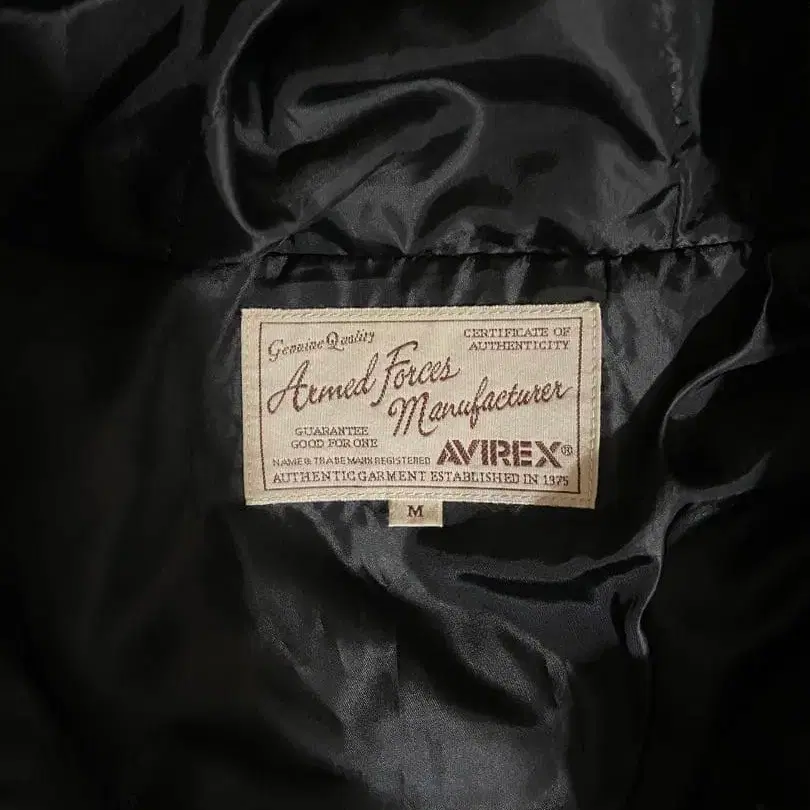 Genuine Quality
CERTIFICATE OF
AUTHENTICITY
Armed Forces
Manufacturer
GUARANTEE
GOOD FOR ONE
NAME & TRADE MARK REGISTERED
AVIREX®
AUTHENTIC GARMENT ESTABLISHED IN 1975
M